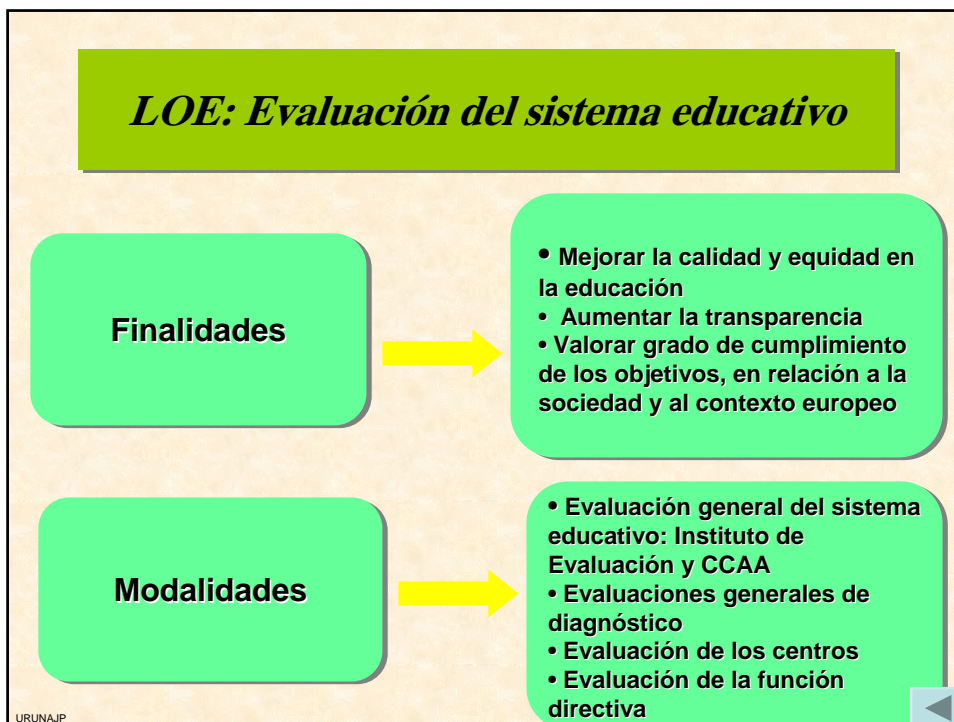 LOE: Evaluación del sistema educativo
Finalidades
• Mejorar la calidad y equidad en
la educación
• Aumentar la transparencia
• Valorar grado de cumplimiento
de los objetivos, en relación a la
sociedad y al contexto europeo
Modalidades
• Evaluación general del sistema
educativo: Instituto de
Evaluación y CCAA
• Evaluaciones generales de
diagnóstico
• Evaluación de los centros
• Evaluación de la función
directiva
URUNAJP